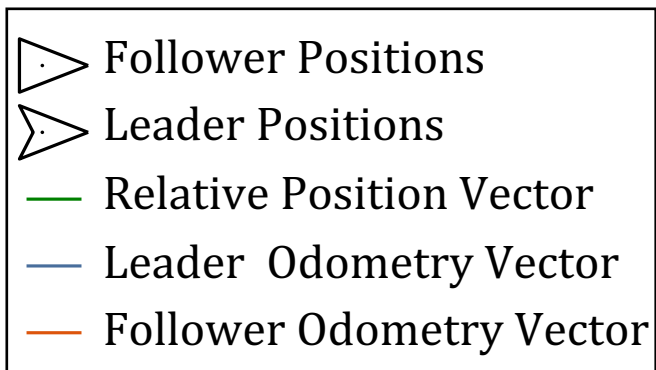 Follower Positions
Leader Positions
Relative Position Vector
Leader  Odometry Vector
Follower Odometry Vector